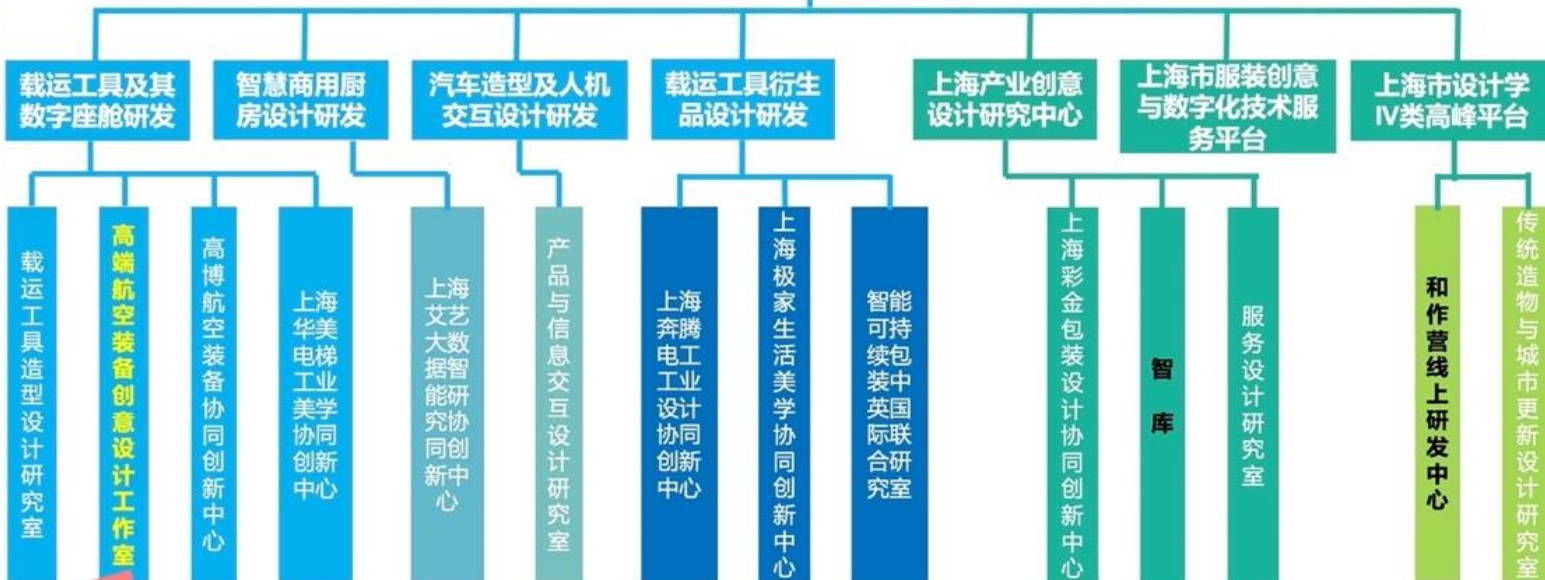 载运工具及其
数字座舱研发
智慧商用厨
房设计研发
汽车造型及人机
交互设计研发
载运工具衍生
品设计研发
上海产业创意
设计研究中心
上海市服装创意
与数字化技术服
务平台
上海市设计学
IV类高峰平台
载运工具造型设计研究室
高端航空装备创意设计工作室
高博航空装备协同创新中心
上海
华美
电梯
工业
美学
协同
创新
中心
上海
艾艺
大数
据智
能研
究协
同创
新中
心
产品与信息交互设计研究室
上海
奔腾
电工
工业
设计
协同
创新
中心
上海极家生活美学协同创新中心
智能
可持
续包
装中
英国
际联
合研
究室
上海彩金包装设计协同创新中心
智库
服务设计研究室
和作营线上研发中心
传统造物与城市更新设计研究室